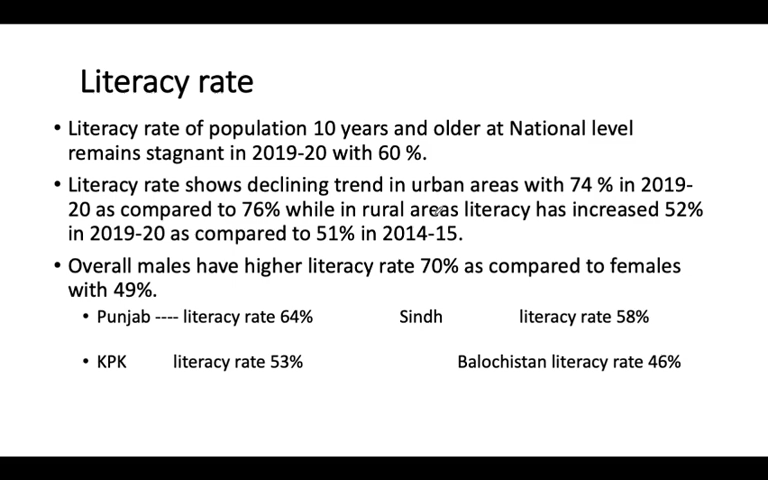 Literacy rate
• Literacy rate of population 10 years and older at National level
remains stagnant in 2019-20 with 60 %.
• Literacy rate shows declining trend in urban areas with 74 % in 2019-
20 as compared to 76% while in rural areas literacy has increased 52%
in 2019-20 as compared to 51% in 2014-15.
• Overall males have higher literacy rate 70% as compared to females
with 49%.
• Punjab ---- literacy rate 64% Sindh literacy rate 58%
• KPK literacy rate 53% Balochistan literacy rate 46%